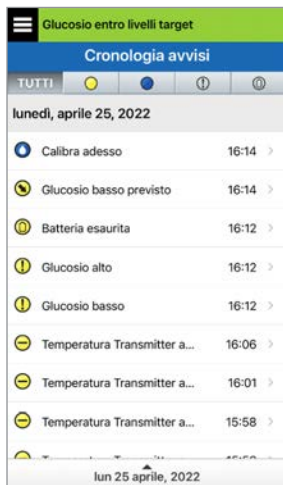 Glucosio entro livelli target
Cronologia avvisi
TUTTI
lunedì, aprile 25, 2022
Calibra adesso 16:14
Glucosio basso previsto 16:14
Batteria esaurita 16:12
Glucosio alto 16:12
Glucosio basso 16:12
Temperatura Transmitter a... 16:06
Temperatura Transmitter a... 16:01
Temperatura Transmitter a... 15:58
lun 25 aprile, 2022